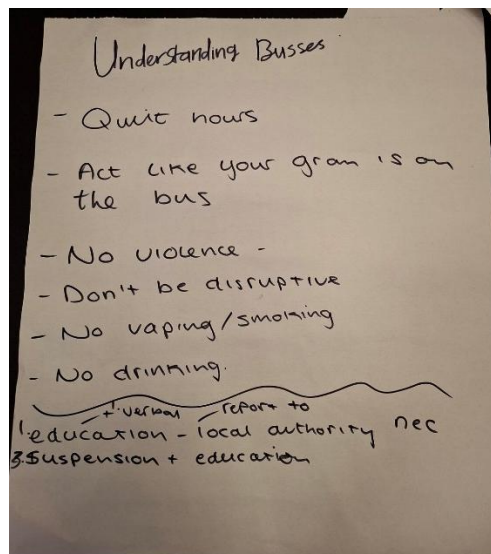 Understanding Busses
- Quuit hours
- Act like your gran is on
the bus
- No violence -
- Don't be disruptive
- No vaping/smoking
- No drinking.
+ verbal report to
1. education - local authority nec
3. Suspension + education